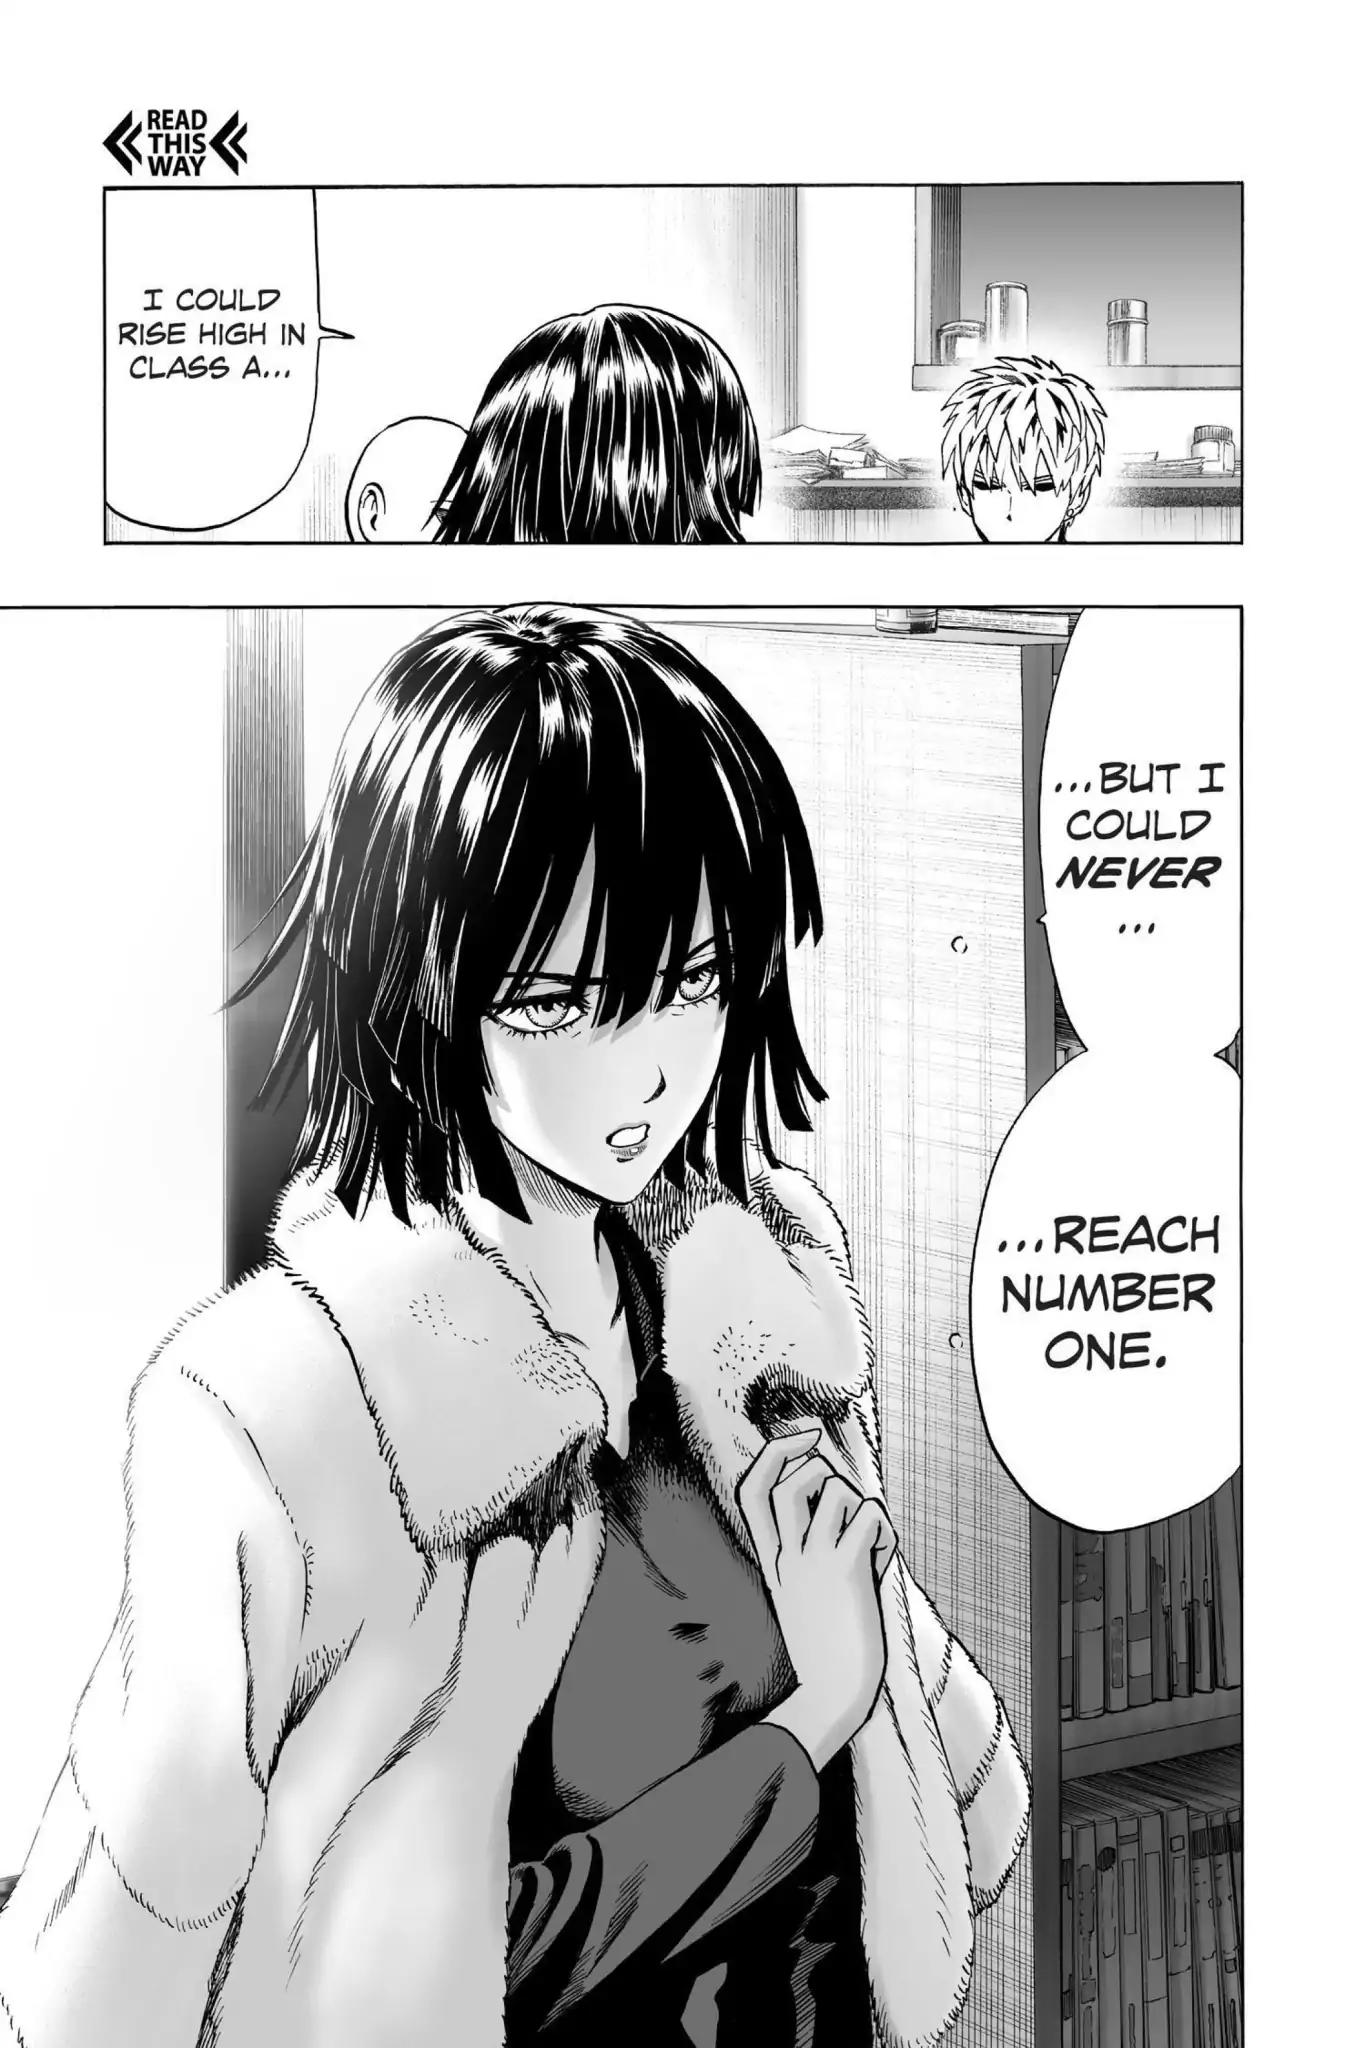 READ
THIS
WAY
I COULD
RISE HIGH IN
CLASS A...
...BUT I
COULD
NEVER
...
...REACH
NUMBER
ONE.